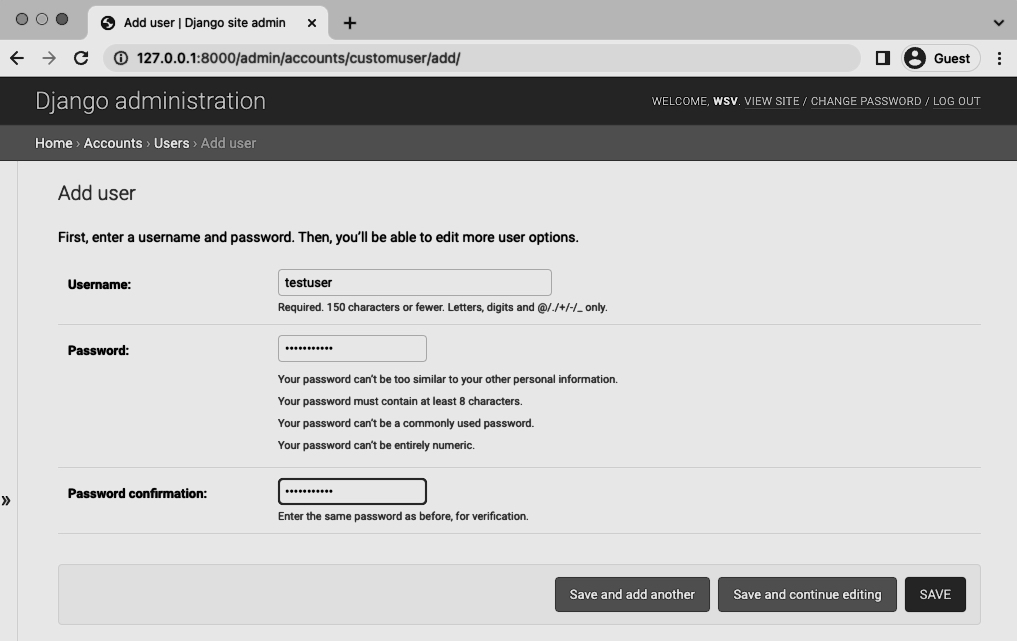 Add user | Django site admin
127.0.0.1:8000/admin/accounts/customuser/add/
Guest
Django administration
WELCOME, WSV. VIEW SITE / CHANGE PASSWORD / LOG OUT
Home › Accounts › Users › Add user
Add user
First, enter a username and password. Then, you’ll be able to edit more user options.
Username:
testuser
Required. 150 characters or fewer. Letters, digits and @/./+/-/_ only.
Password:
•••••••••••
Your password can’t be too similar to your other personal information.
Your password must contain at least 8 characters.
Your password can’t be a commonly used password.
Your password can’t be entirely numeric.
Password confirmation:
•••••••••••
Enter the same password as before, for verification.
»
Save and add another
Save and continue editing
SAVE